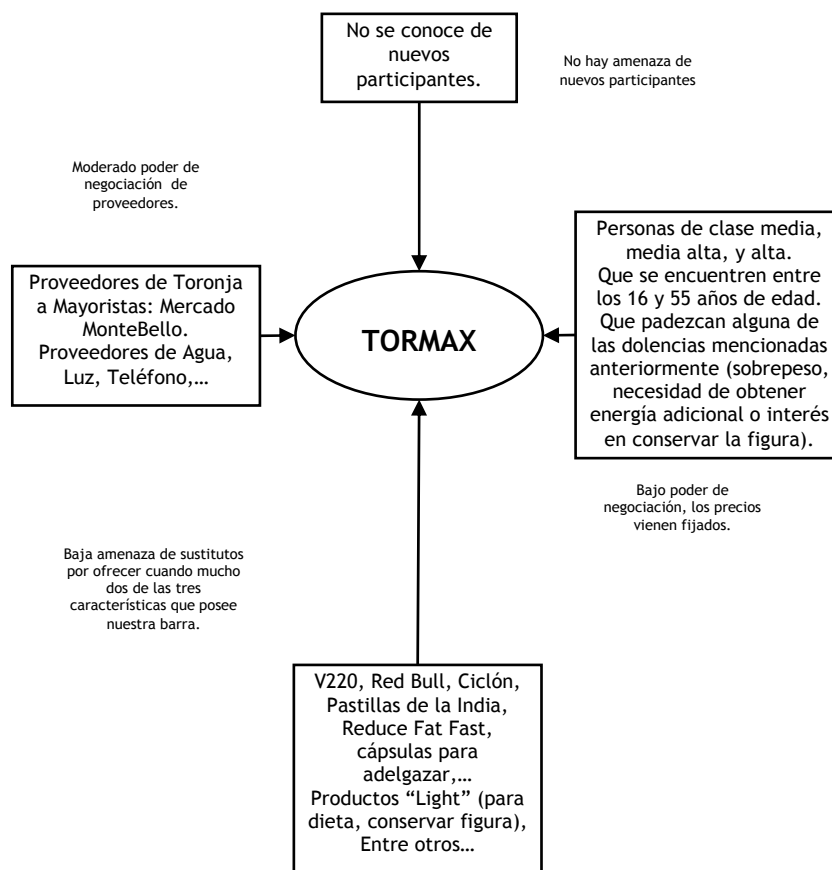 No se conoce de
nuevos
participantes.
No hay amenaza de
nuevos participantes
Moderado poder de
negociación de
proveedores.
Proveedores de Toronja
a Mayoristas: Mercado
MonteBello.
Proveedores de Agua,
Luz, Teléfono,…
TORMAX
Personas de clase media,
media alta, y alta.
Que se encuentren entre
los 16 y 55 años de edad.
Que padezcan alguna de
las dolencias mencionadas
anteriormente (sobrepeso,
necesidad de obtener
energía adicional o interés
en conservar la figura).
Bajo poder de
negociación, los precios
vienen fijados.
Baja amenaza de sustitutos
por ofrecer cuando mucho
dos de las tres
características que posee
nuestra barra.
V220, Red Bull, Ciclón,
Pastillas de la India,
Reduce Fat Fast,
cápsulas para
adelgazar,…
Productos “Light” (para
dieta, conservar figura),
Entre otros…